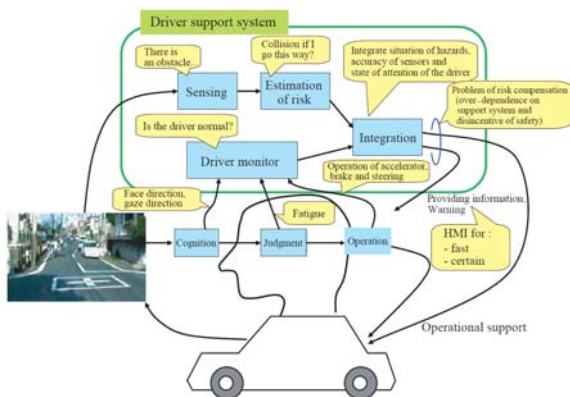 Driver support system
There is
an obstacle...
Collision if I
go this way?
Integrate situation of hazards,
accuracy of sensors and
state of attention of the driver
Sensing
Estimation
of risk
Problem of risk compensation
(over-dependence on
support system and
disincentive of safety)
Is the driver normal?
Integration
Driver monitor
Operation of accelerator,
brake and steering
Face direction,
gaze direction
Fatigue
Providing information,
Warning
Cognition
Judgment
Operation
HMI for :
- fast
- certain
Operational support